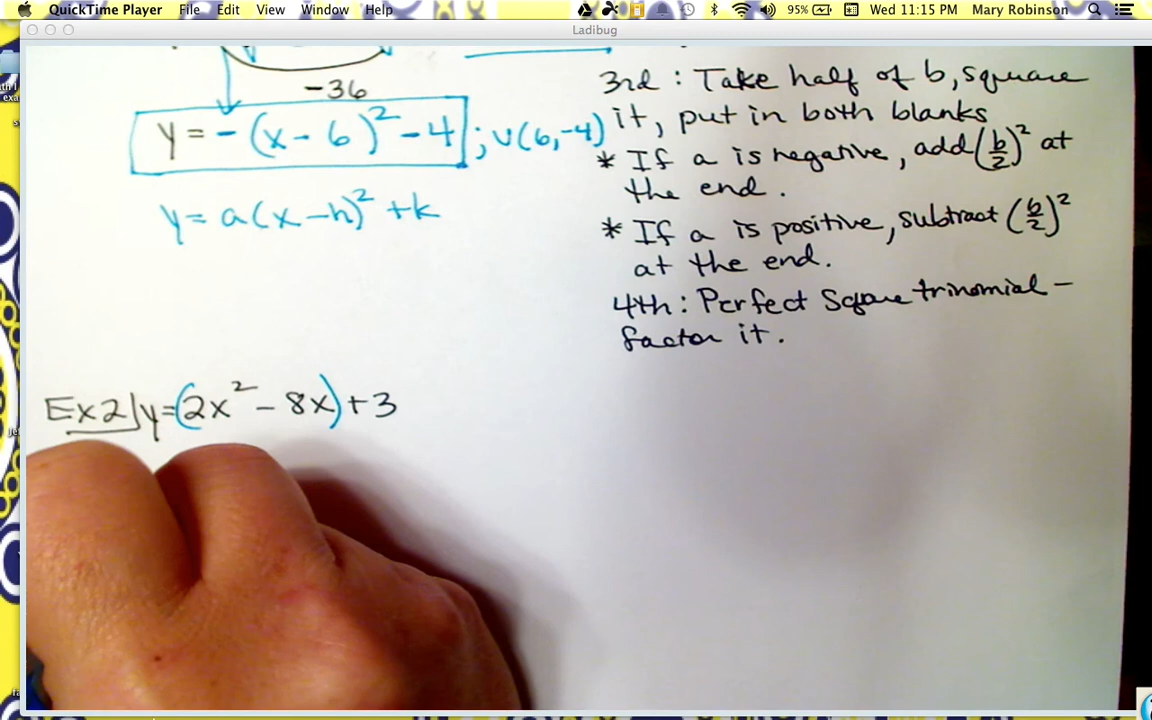 QuickTime Player File Edit View Window Help 95% Wed 11:15 PM Mary Robinson
Ladibug
-36
y = -(x - 6)² - 4 ; v(6,-4)
y = a(x - h)² + k
3rd : Take half of b, square
it, put in both blanks
* If a is negative, add (b/2)² at
the end.
* If a is positive, subtract (b/2)²
at the end.
4th : Perfect Square trinomial -
factor it.
Ex2 y=(2x² - 8x)+3